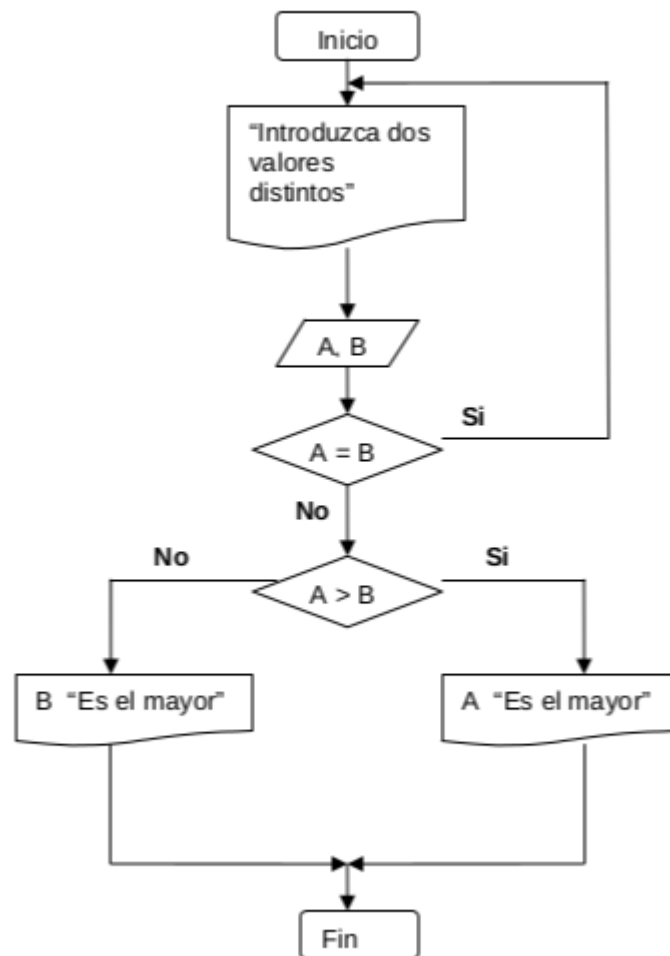 Inicio
“Introduzca dos
valores
distintos”
A, B
Si
A = B
No
No
Si
A > B
B “Es el mayor”
A “Es el mayor”
Fin